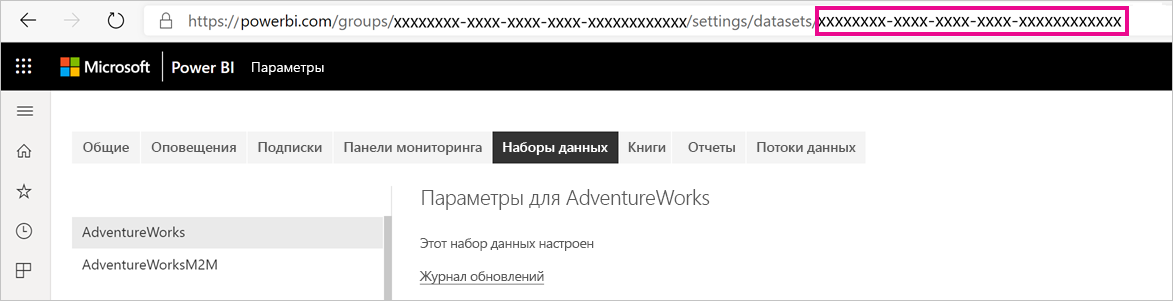 https://powerbi.com/groups/xxxxxxxx-xxxx-xxxx-xxxx-xxxxxxxxxxxx/settings/datasets/xxxxxxxx-xxxx-xxxx-xxxx-xxxxxxxxxxxx
Microsoft Power BI Параметры
Общие Оповещения Подписки Панели мониторинга Наборы данных Книги Отчеты Потоки данных
Параметры для AdventureWorks
AdventureWorks
Этот набор данных настроен
AdventureWorksM2M
Журнал обновлений